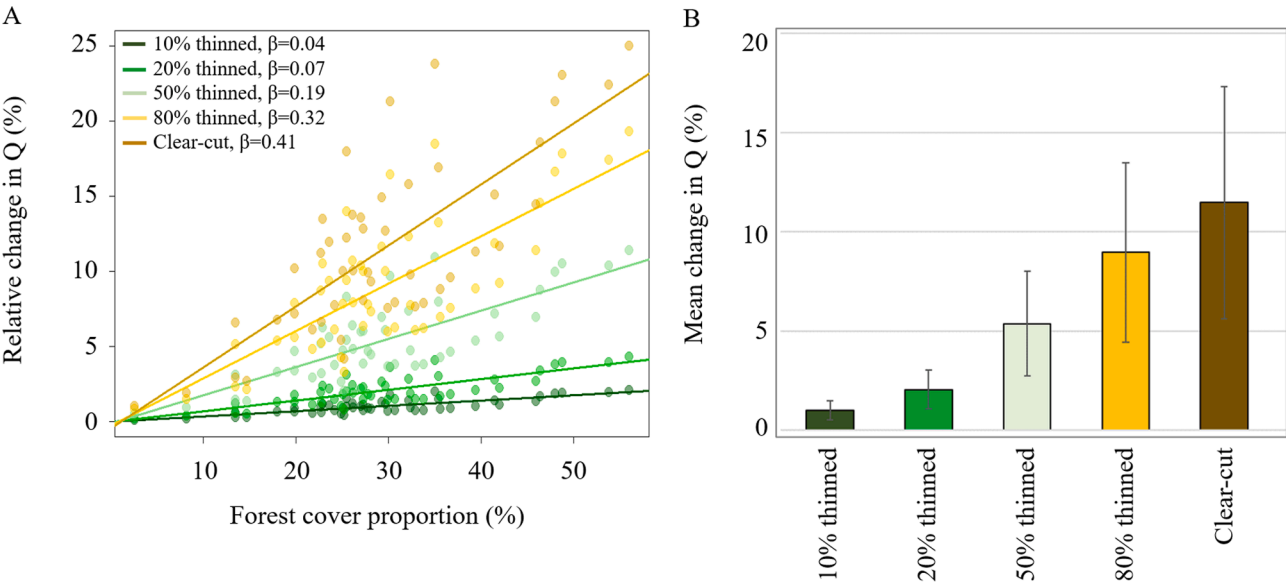 A
Relative change in Q (%)
25
20
15
10
5
0
10% thinned, β=0.04
20% thinned, β=0.07
50% thinned, β=0.19
80% thinned, β=0.32
Clear-cut, β=0.41
10 20 30 40 50
Forest cover proportion (%)
B
Mean change in Q (%)
20
15
10
5
0
10% thinned
20% thinned
50% thinned
80% thinned
Clear-cut